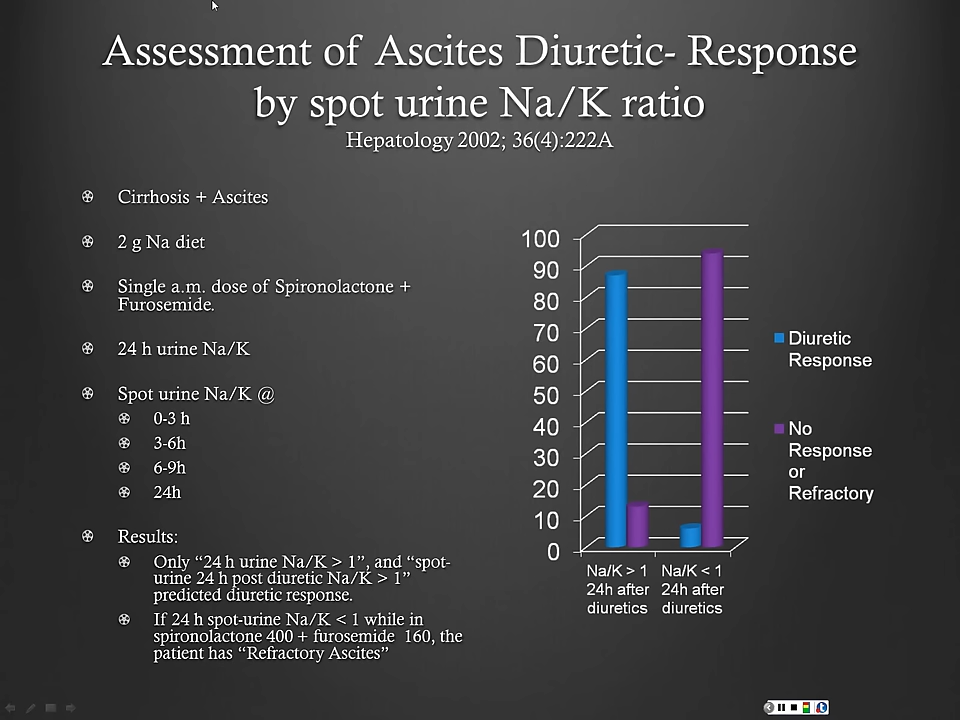 Assessment of Ascites Diuretic- Response
by spot urine Na/K ratio
Hepatology 2002; 36(4):222A
Cirrhosis + Ascites
2 g Na diet
Single a.m. dose of Spironolactone +
Furosemide.
24 h urine Na/K
Spot urine Na/K @
0-3 h
3-6h
6-9h
24h
Results:
Only “24 h urine Na/K > 1”, and “spot-
urine 24 h post diuretic Na/K > 1”
predicted diuretic response.
If 24 h spot-urine Na/K < 1 while in
spironolactone 400 + furosemide  160, the
patient has “Refractory Ascites”
100
90
80
70
60
50
40
30
20
10
0
Na/K > 1
24h after
diuretics
Na/K < 1
24h after
diuretics
Diuretic
Response
No
Response
or
Refractory